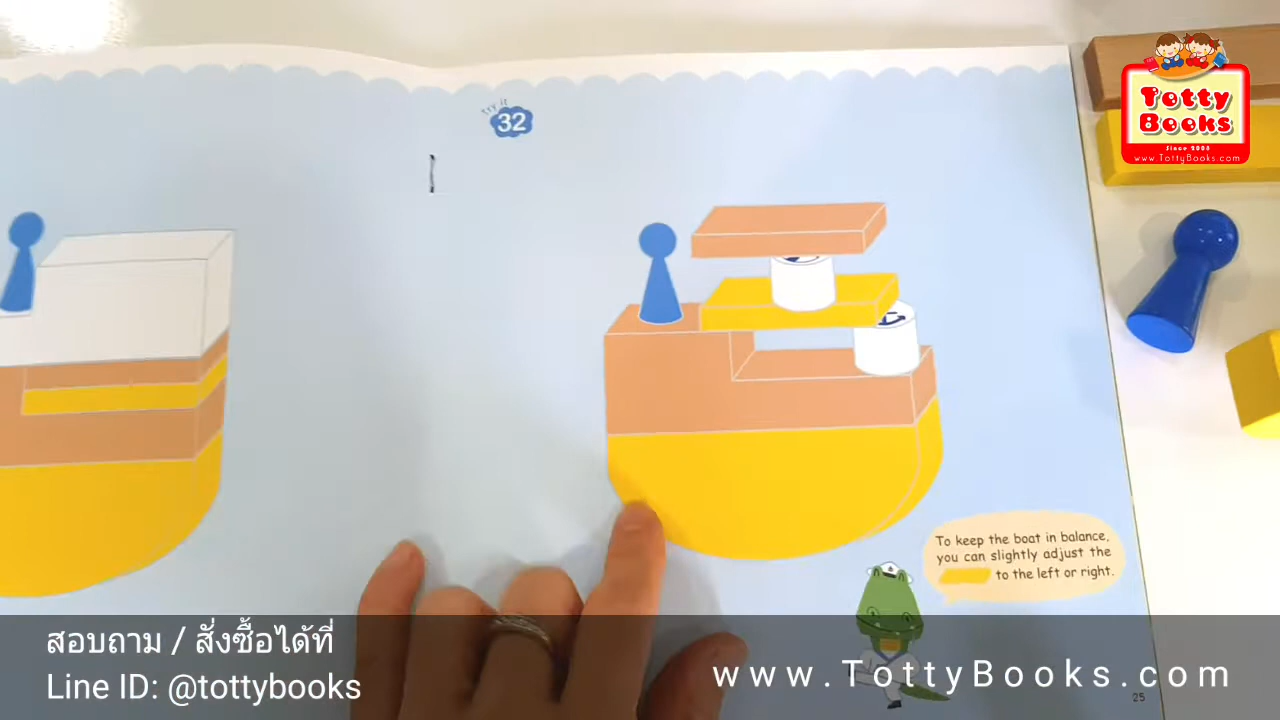 Try it
32
Totty
Books
Since 2008
www.TottyBooks.com
To keep the boat in balance,
you can slightly adjust the
to the left or right.
สอบถาม / สั่งซื้อได้ที่
Line ID: @tottybooks
www.TottyBooks.com
25